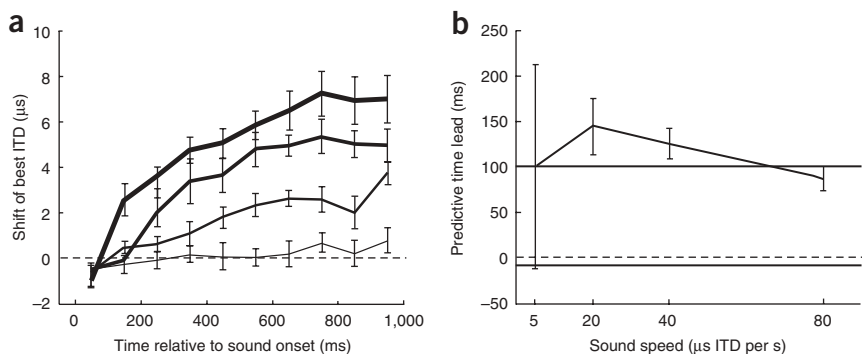 a
Shift of best ITD (μs)
10
8
6
4
2
0
–2
0 200 400 600 800 1,000
Time relative to sound onset (ms)
b
Predictive time lead (ms)
250
200
150
100
50
0
–50
5 20 40 80
Sound speed (μs ITD per s)